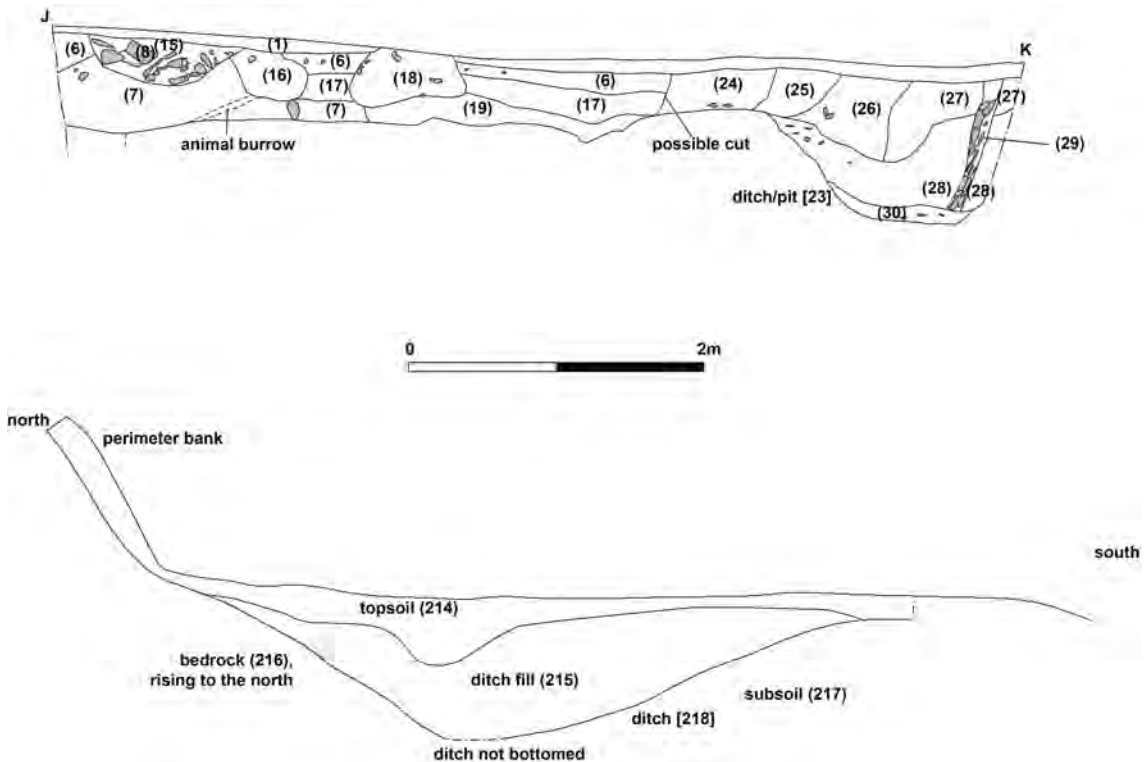 J
K
(6) (8) (15) (1) (6) (16) (17) (18) (7) (7) (19) (6) (17) (24) (25) (26) (27) (27)
animal burrow
possible cut
(29)
ditch/pit [23]
(28) (28)
(30)
0 2m
north
perimeter bank
south
topsoil (214)
bedrock (216),
rising to the north
ditch fill (215)
subsoil (217)
ditch [218]
ditch not bottomed